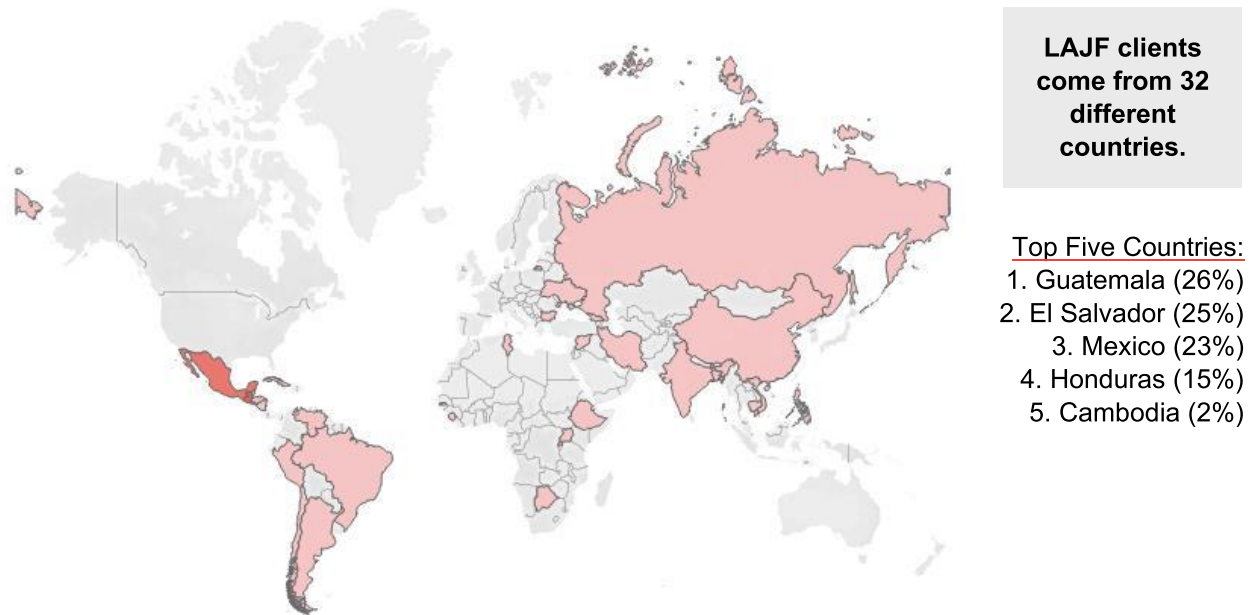 LAJF clients
come from 32
different
countries.
Top Five Countries:
1. Guatemala (26%)
2. El Salvador (25%)
3. Mexico (23%)
4. Honduras (15%)
5. Cambodia (2%)